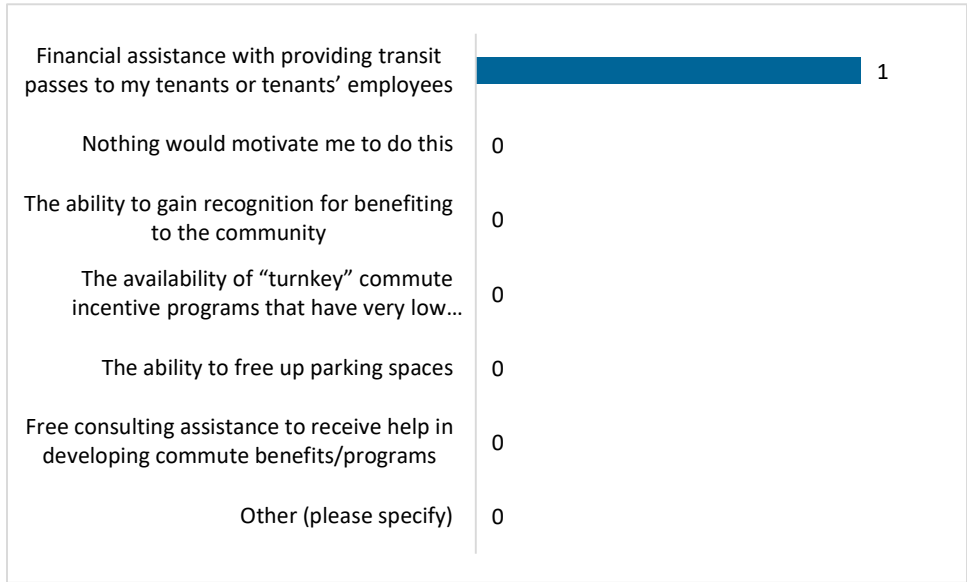 Financial assistance with providing transit
passes to my tenants or tenants’ employees
1
Nothing would motivate me to do this
0
The ability to gain recognition for benefiting
to the community
0
The availability of “turnkey” commute
incentive programs that have very low…
0
The ability to free up parking spaces
0
Free consulting assistance to receive help in
developing commute benefits/programs
0
Other (please specify)
0